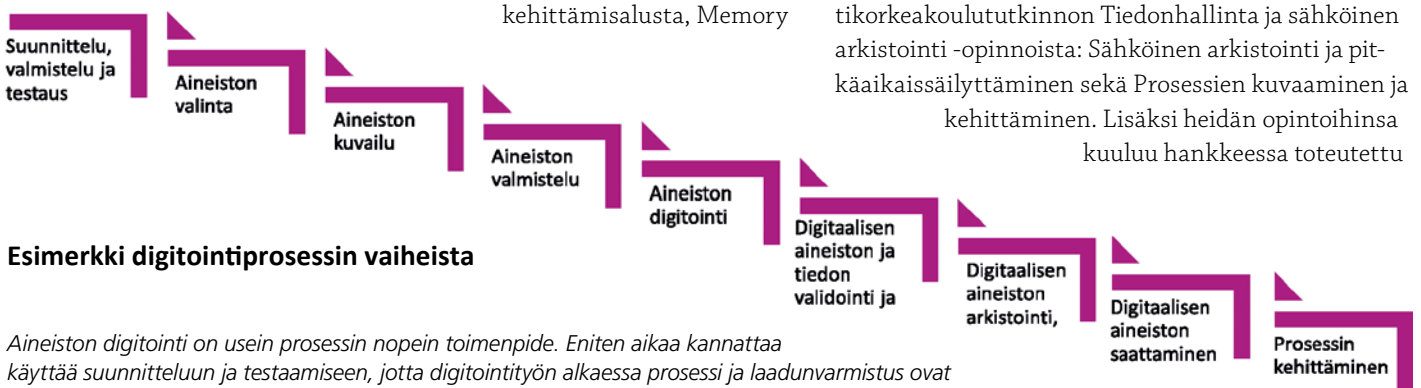 kehittämisalusta, Memory
tikorkeakoulututkinnon Tiedonhallinta ja sähköinen
arkistointi -opinnoista: Sähköinen arkistointi ja pit-
käaikaissäilyttäminen sekä Prosessien kuvaaminen ja
kehittäminen. Lisäksi heidän opintoihinsa
kuuluu hankkeessa toteutettu
Suunnittelu,
valmistelu ja
testaus
Aineiston
valinta
Aineiston
kuvailu
Aineiston
valmistelu
Aineiston
digitointi
Digitaalisen
aineiston ja
tiedon
validointi ja
Digitaalisen
aineiston
arkistointi,
Digitaalisen
aineiston
saattaminen
Prosessin
kehittäminen
Esimerkki digitointiprosessin vaiheista
Aineiston digitointi on usein prosessin nopein toimenpide. Eniten aikaa kannattaa
käyttää suunnitteluun ja testaamiseen, jotta digitointityön alkaessa prosessi ja laadunvarmistus ovat